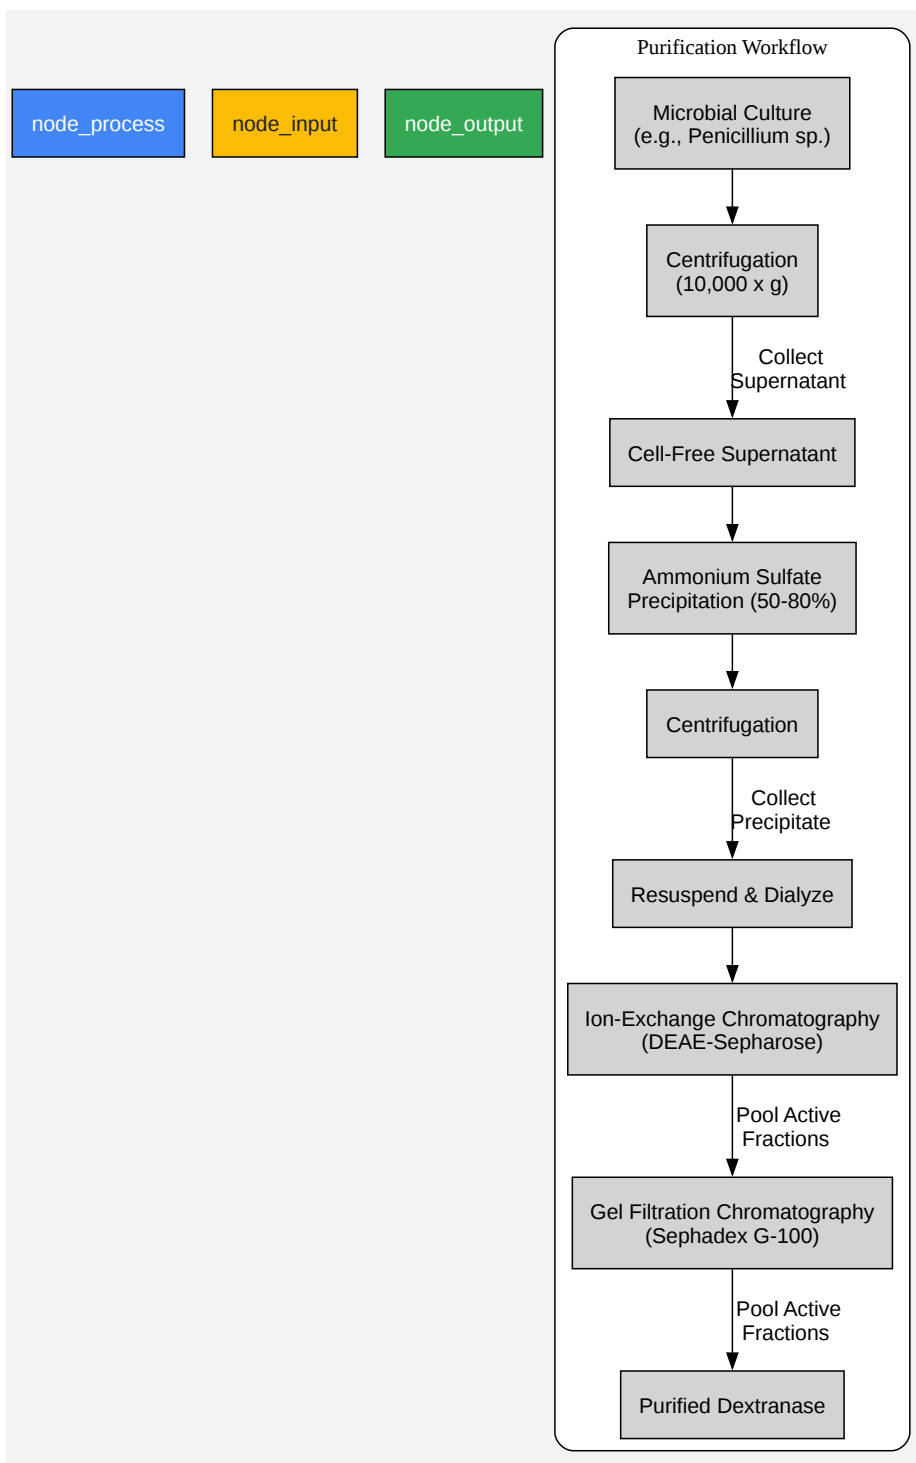 Purification Workflow
node_process
node_input
node_output
Microbial Culture
(e.g., Penicillium sp.)
Centrifugation
(10,000 x g)
Collect
Supernatant
Cell-Free Supernatant
Ammonium Sulfate
Precipitation (50-80%)
Centrifugation
Collect
Precipitate
Resuspend & Dialyze
Ion-Exchange Chromatography
(DEAE-Sepharose)
Pool Active
Fractions
Gel Filtration Chromatography
(Sephadex G-100)
Pool Active
Fractions
Purified Dextranase